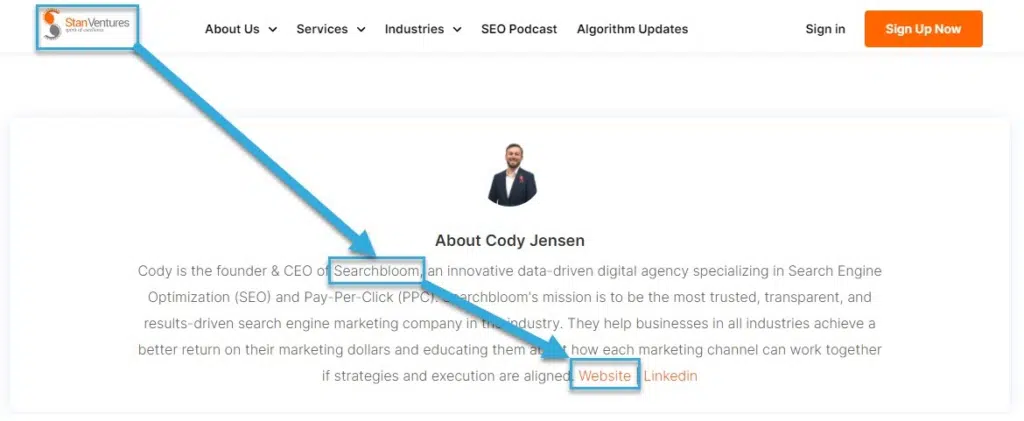 StanVentures
spirit of excellence
About Us Services Industries SEO Podcast Algorithm Updates Sign in Sign Up Now
About Cody Jensen
Cody is the founder & CEO of Searchbloom, an innovative data-driven digital agency specializing in Search Engine
Optimization (SEO) and Pay-Per-Click (PPC). Searchbloom's mission is to be the most trusted, transparent, and
results-driven search engine marketing company in the industry. They help businesses in all industries achieve a
better return on their marketing dollars and educating them about how each marketing channel can work together
if strategies and execution are aligned. Website | Linkedin